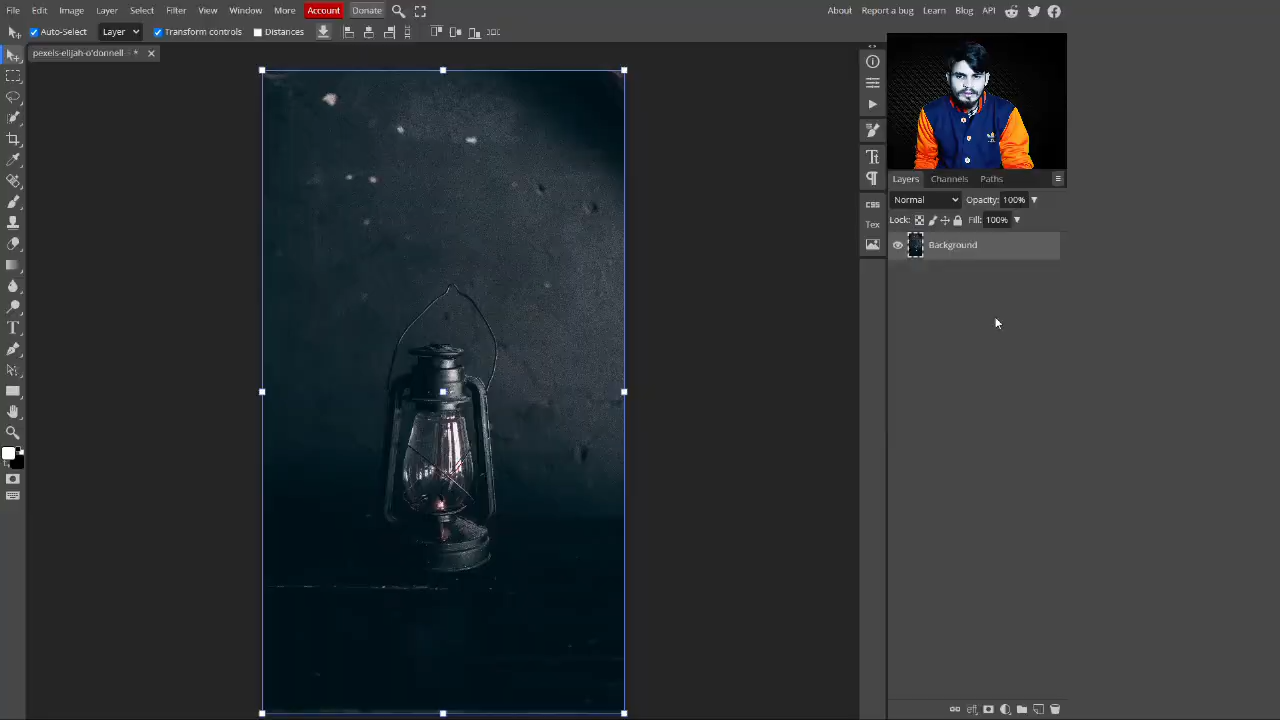 File Edit Image Layer Select Filter View Window More Account Donate About Report a bug Learn Blog API
Auto-Select Layer Transform controls Distances
pexels-elijah-o'donnell *
Layers Channels Paths
Normal Opacity: 100%
Lock: Fill: 100%
CSS
Tex
Background
eff